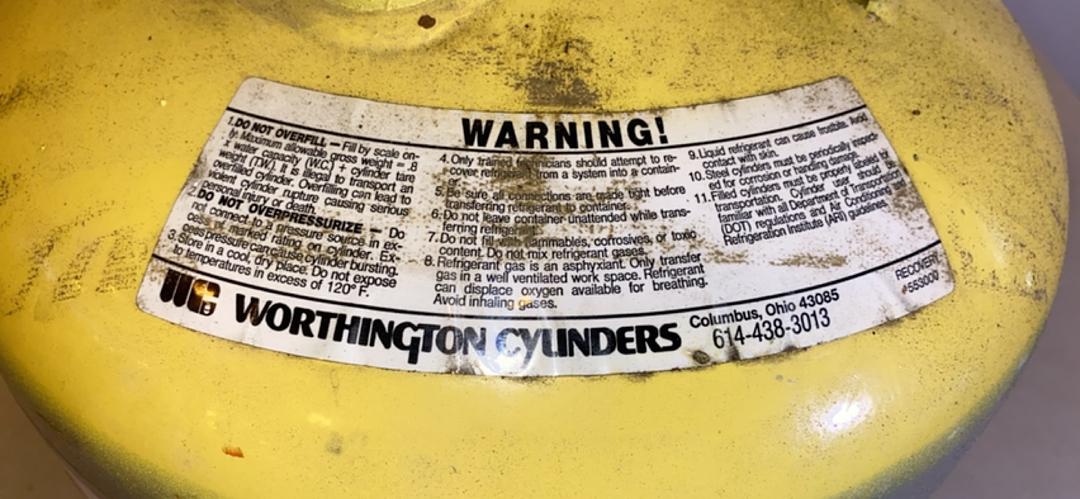 WARNING!
1. DO NOT OVERFILL – Fill by scale on-
ly. Maximum allowable gross weight = .8
x water capacity (WC) + cylinder tare
weight (TW). It is illegal to transport an
overfilled cylinder. Overfilling can lead to
violent cylinder rupture causing serious
personal injury or death.
2. DO NOT OVERPRESSURIZE – Do
not connect to a pressure source in ex-
cess of marked rating on cylinder. Ex-
cess pressure can cause cylinder bursting.
3. Store in a cool, dry place. Do not expose
to temperatures in excess of 120° F.
4. Only trained technicians should attempt to re-
cover refrigerant from a system into a contain-
er.
5. Be sure all connections are made tight before
transferring refrigerant to container.
6. Do not leave container unattended while trans-
ferring refrigerant.
7. Do not fill with flammables, corrosives, or toxic
content. Do not mix refrigerant gases.
8. Refrigerant gas is an asphyxiant. Only transfer
gas in a well ventilated work space. Refrigerant
can displace oxygen available for breathing.
Avoid inhaling gases.
9. Liquid refrigerant can cause frostbite. Avoid
contact with skin.
10. Steel cylinders must be periodically inspect-
ed for corrosion or handling damage.
11. Filled cylinders must be properly labeled for
transportation. Cylinder user should be
familiar with all Department of Transportation
(DOT) regulations and Air Conditioning and
Refrigeration Institute (ARI) guidelines.
RECOVERY
#553000
WC WORTHINGTON CYLINDERS
Columbus, Ohio 43085
614-438-3013